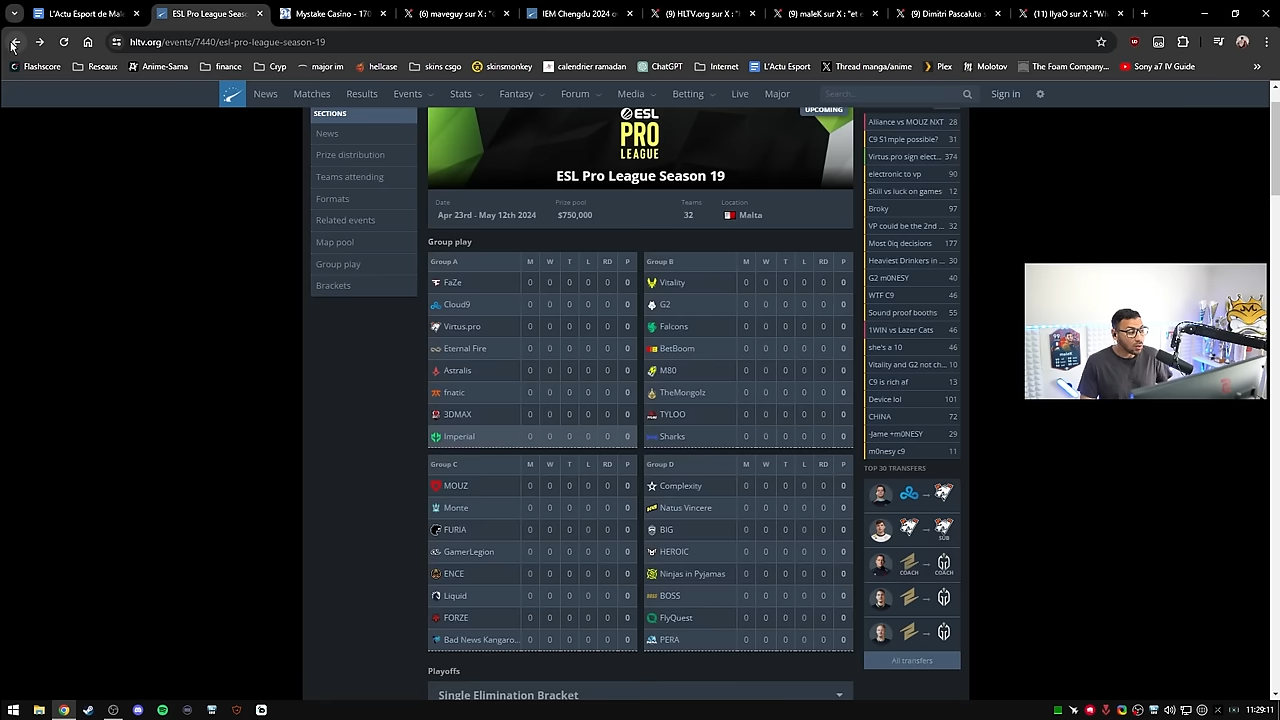 L'Actu Esport de Mal
ESL Pro League Seaso
Mystake Casino - 170
(6) maveguy sur X : "
IEM Chengdu 2024 o
(9) HLTV.org sur X : "
(9) maleK sur X : "et e
(9) Dimitri Pascaluta s
(11) IlyaO sur X : "Wh
hltv.org/events/7440/esl-pro-league-season-19
Flashscore
Reseaux
Anime-Sama
finance
Cryp
major im
hellcase
skins csgo
skinsmonkey
calendrier ramadan
ChatGPT
Internet
L'Actu Esport
Thread manga/anime
Plex
Molotov
The Foam Company...
Sony a7 IV Guide
News
Matches
Results
Events
Stats
Fantasy
Forum
Media
Betting
Live
Major
Search...
Sign in
SECTIONS
News
Prize distribution
Teams attending
Formats
Related events
Map pool
Group play
Brackets
UPCOMING
ESL
PRO
LEAGUE
ESL Pro League Season 19
Date Prize pool Teams Location
Apr 23rd - May 12th 2024 $750,000 32 Malta
Group play
Group A M W T L RD P
FaZe 0 0 0 0 0 0
Cloud9 0 0 0 0 0 0
Virtus.pro 0 0 0 0 0 0
Eternal Fire 0 0 0 0 0 0
Astralis 0 0 0 0 0 0
fnatic 0 0 0 0 0 0
3DMAX 0 0 0 0 0 0
Imperial 0 0 0 0 0 0
Group B M W T L RD P
Vitality 0 0 0 0 0 0
G2 0 0 0 0 0 0
Falcons 0 0 0 0 0 0
BetBoom 0 0 0 0 0 0
M80 0 0 0 0 0 0
TheMongolz 0 0 0 0 0 0
TYLOO 0 0 0 0 0 0
Sharks 0 0 0 0 0 0
Group C M W T L RD P
MOUZ 0 0 0 0 0 0
Monte 0 0 0 0 0 0
FURIA 0 0 0 0 0 0
GamerLegion 0 0 0 0 0 0
ENCE 0 0 0 0 0 0
Liquid 0 0 0 0 0 0
FORZE 0 0 0 0 0 0
Bad News Kangaro... 0 0 0 0 0 0
Group D M W T L RD P
Complexity 0 0 0 0 0 0
Natus Vincere 0 0 0 0 0 0
BIG 0 0 0 0 0 0
HEROIC 0 0 0 0 0 0
Ninjas in Pyjamas 0 0 0 0 0 0
BOSS 0 0 0 0 0 0
FlyQuest 0 0 0 0 0 0
PERA 0 0 0 0 0 0
Playoffs
Single Elimination Bracket
Alliance vs MOUZ NXT 28
C9 S1mple possible? 31
Virtus.pro sign elect... 374
electronic to vp 90
Skill vs luck on games 12
Broky 97
VP could be the 2nd ... 32
Most 0iq decisions 177
Heaviest Drinkers in ... 30
G2 m0NESY 40
WTF C9 46
Sound proof booths 55
1WIN vs Lazer Cats 46
she's a 10 46
Vitality and G2 not ch... 10
C9 is rich af 13
Device lol 101
CHINA 72
-Jame +m0NESY 29
m0nesy c9 11
TOP 30 TRANSFERS
SUB
COACH COACH
All transfers
99
maleK
11:29:11